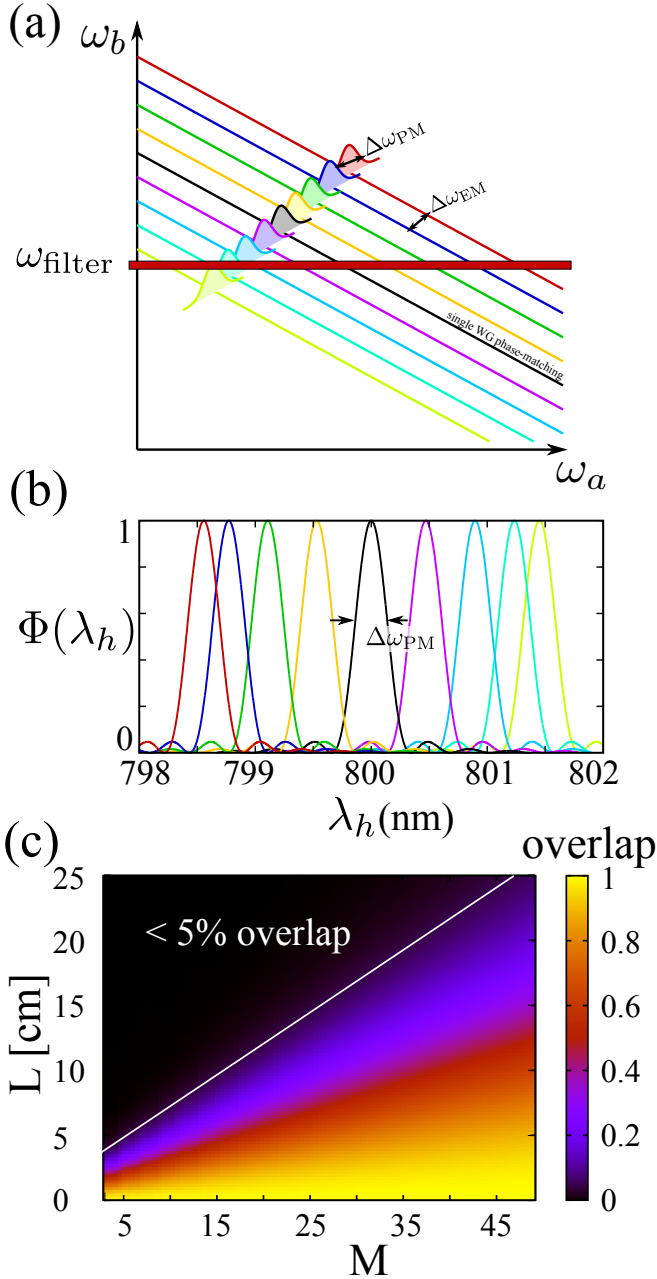 (a)
ω_b
Δω_PM
Δω_EM
ω_filter
single WG phase-matching
ω_a
(b)
1
Φ(λ_h)
Δω_PM
0
798 799 800 801 802
λ_h(nm)
(c)
overlap
25 1
< 5% overlap
20 0.8
15 0.6
L [cm]
10 0.4
5 0.2
0 0
5 15 25 35 45
M